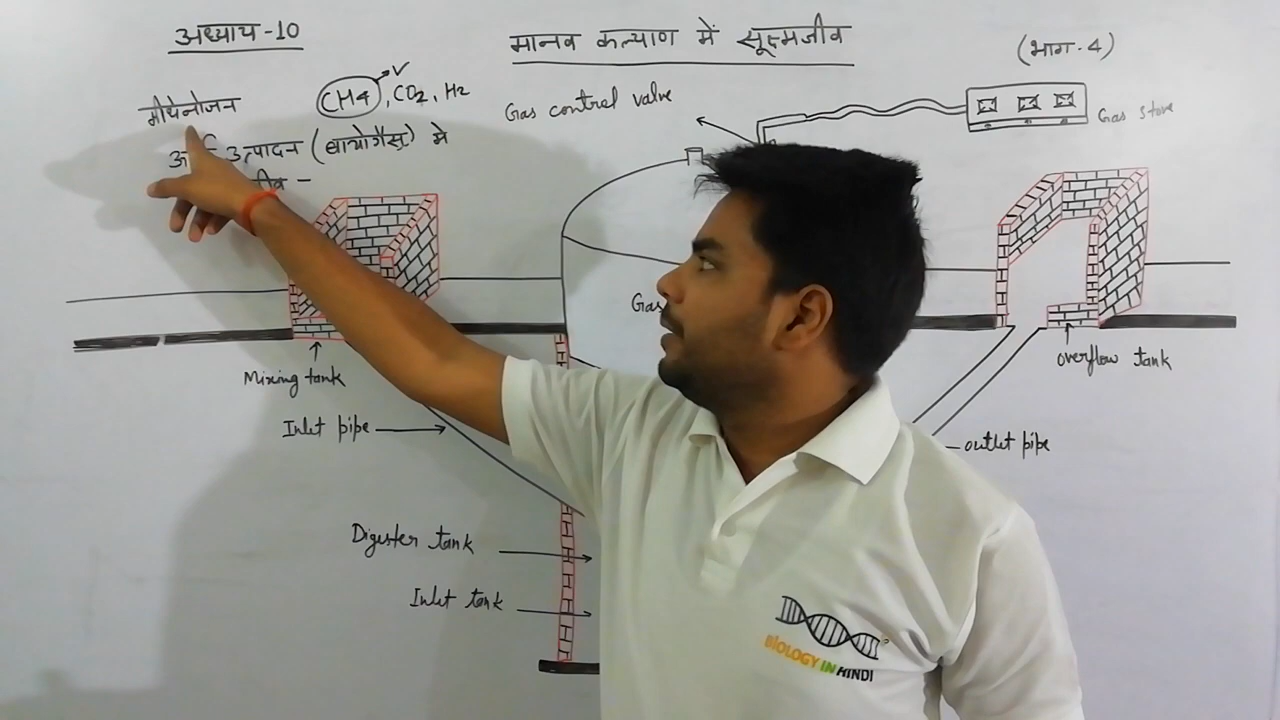 अध्याय-10
मानव कल्याण में सूक्ष्मजीव
(भाग-4)
मीथेनोजन
CH4, CO2, H2
उत्पादन (बायोगैस) में
Gas control valve
Gas stove
Gas
Mixing tank
Inlet pipe
overflow tank
outlet pipe
Digester tank
Inlet tank
BIOLOGY IN HINDI